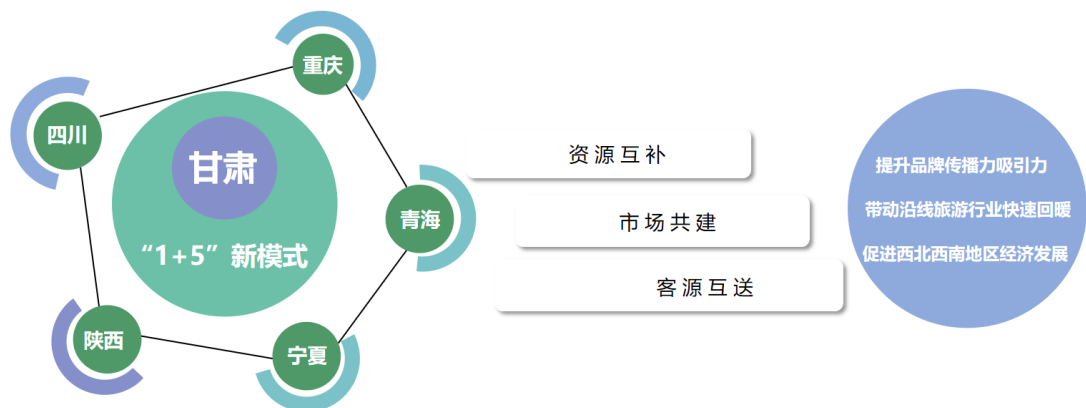 重庆
四川
甘肃
青海
“1+5”新模式
陕西
宁夏
资源互补
市场共建
客源互送
提升品牌传播力吸引力
带动沿线旅游行业快速回暖
促进西北西南地区经济发展